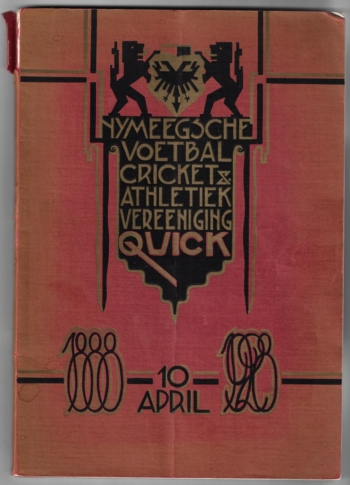 NYMEEGSCHE
VOETBAL
CRICKET &
ATHLETIEK
VEREENIGING
QUICK
1888 10 1928
APRIL